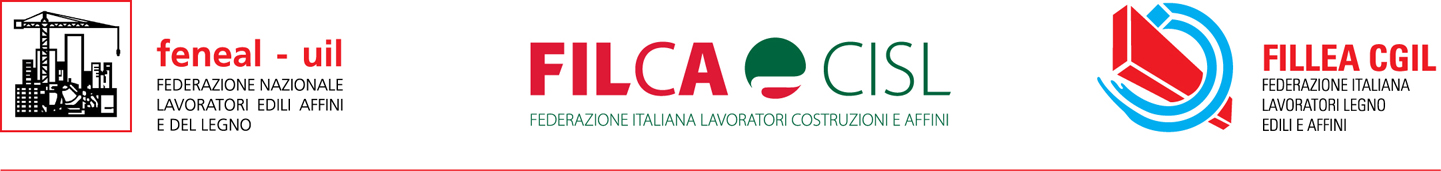 feneal - uil
FEDERAZIONE NAZIONALE
LAVORATORI EDILI AFFINI
E DEL LEGNO
FILCA CISL
FEDERAZIONE ITALIANA LAVORATORI COSTRUZIONI E AFFINI
FILLEA CGIL
FEDERAZIONE ITALIANA
LAVORATORI LEGNO
EDILI E AFFINI